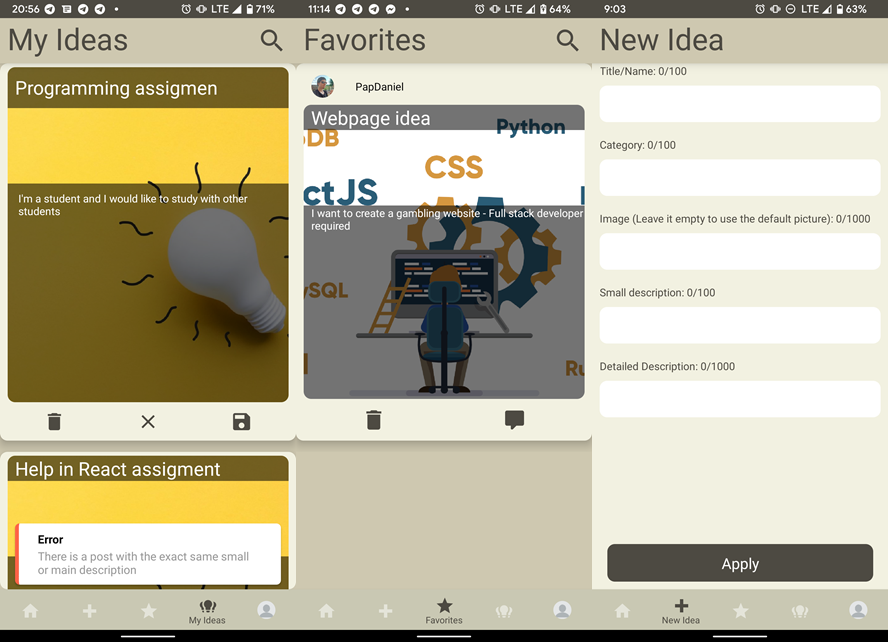 20:56
LTE
71%
My Ideas
Programming assigmen
I'm a student and I would like to study with other
students
Help in React assigment
Error
There is a post with the exact same small
or main description
My Ideas
11:14
LTE
64%
Favorites
PapDaniel
Webpage idea
DB
Python
CSS
ctJS
I want to create a gambling website - Full stack developer
required
ySQL
Ru
Favorites
9:03
LTE
63%
New Idea
Title/Name: 0/100
Category: 0/100
Image (Leave it empty to use the default picture): 0/1000
Small description: 0/100
Detailed Description: 0/1000
Apply
New Idea